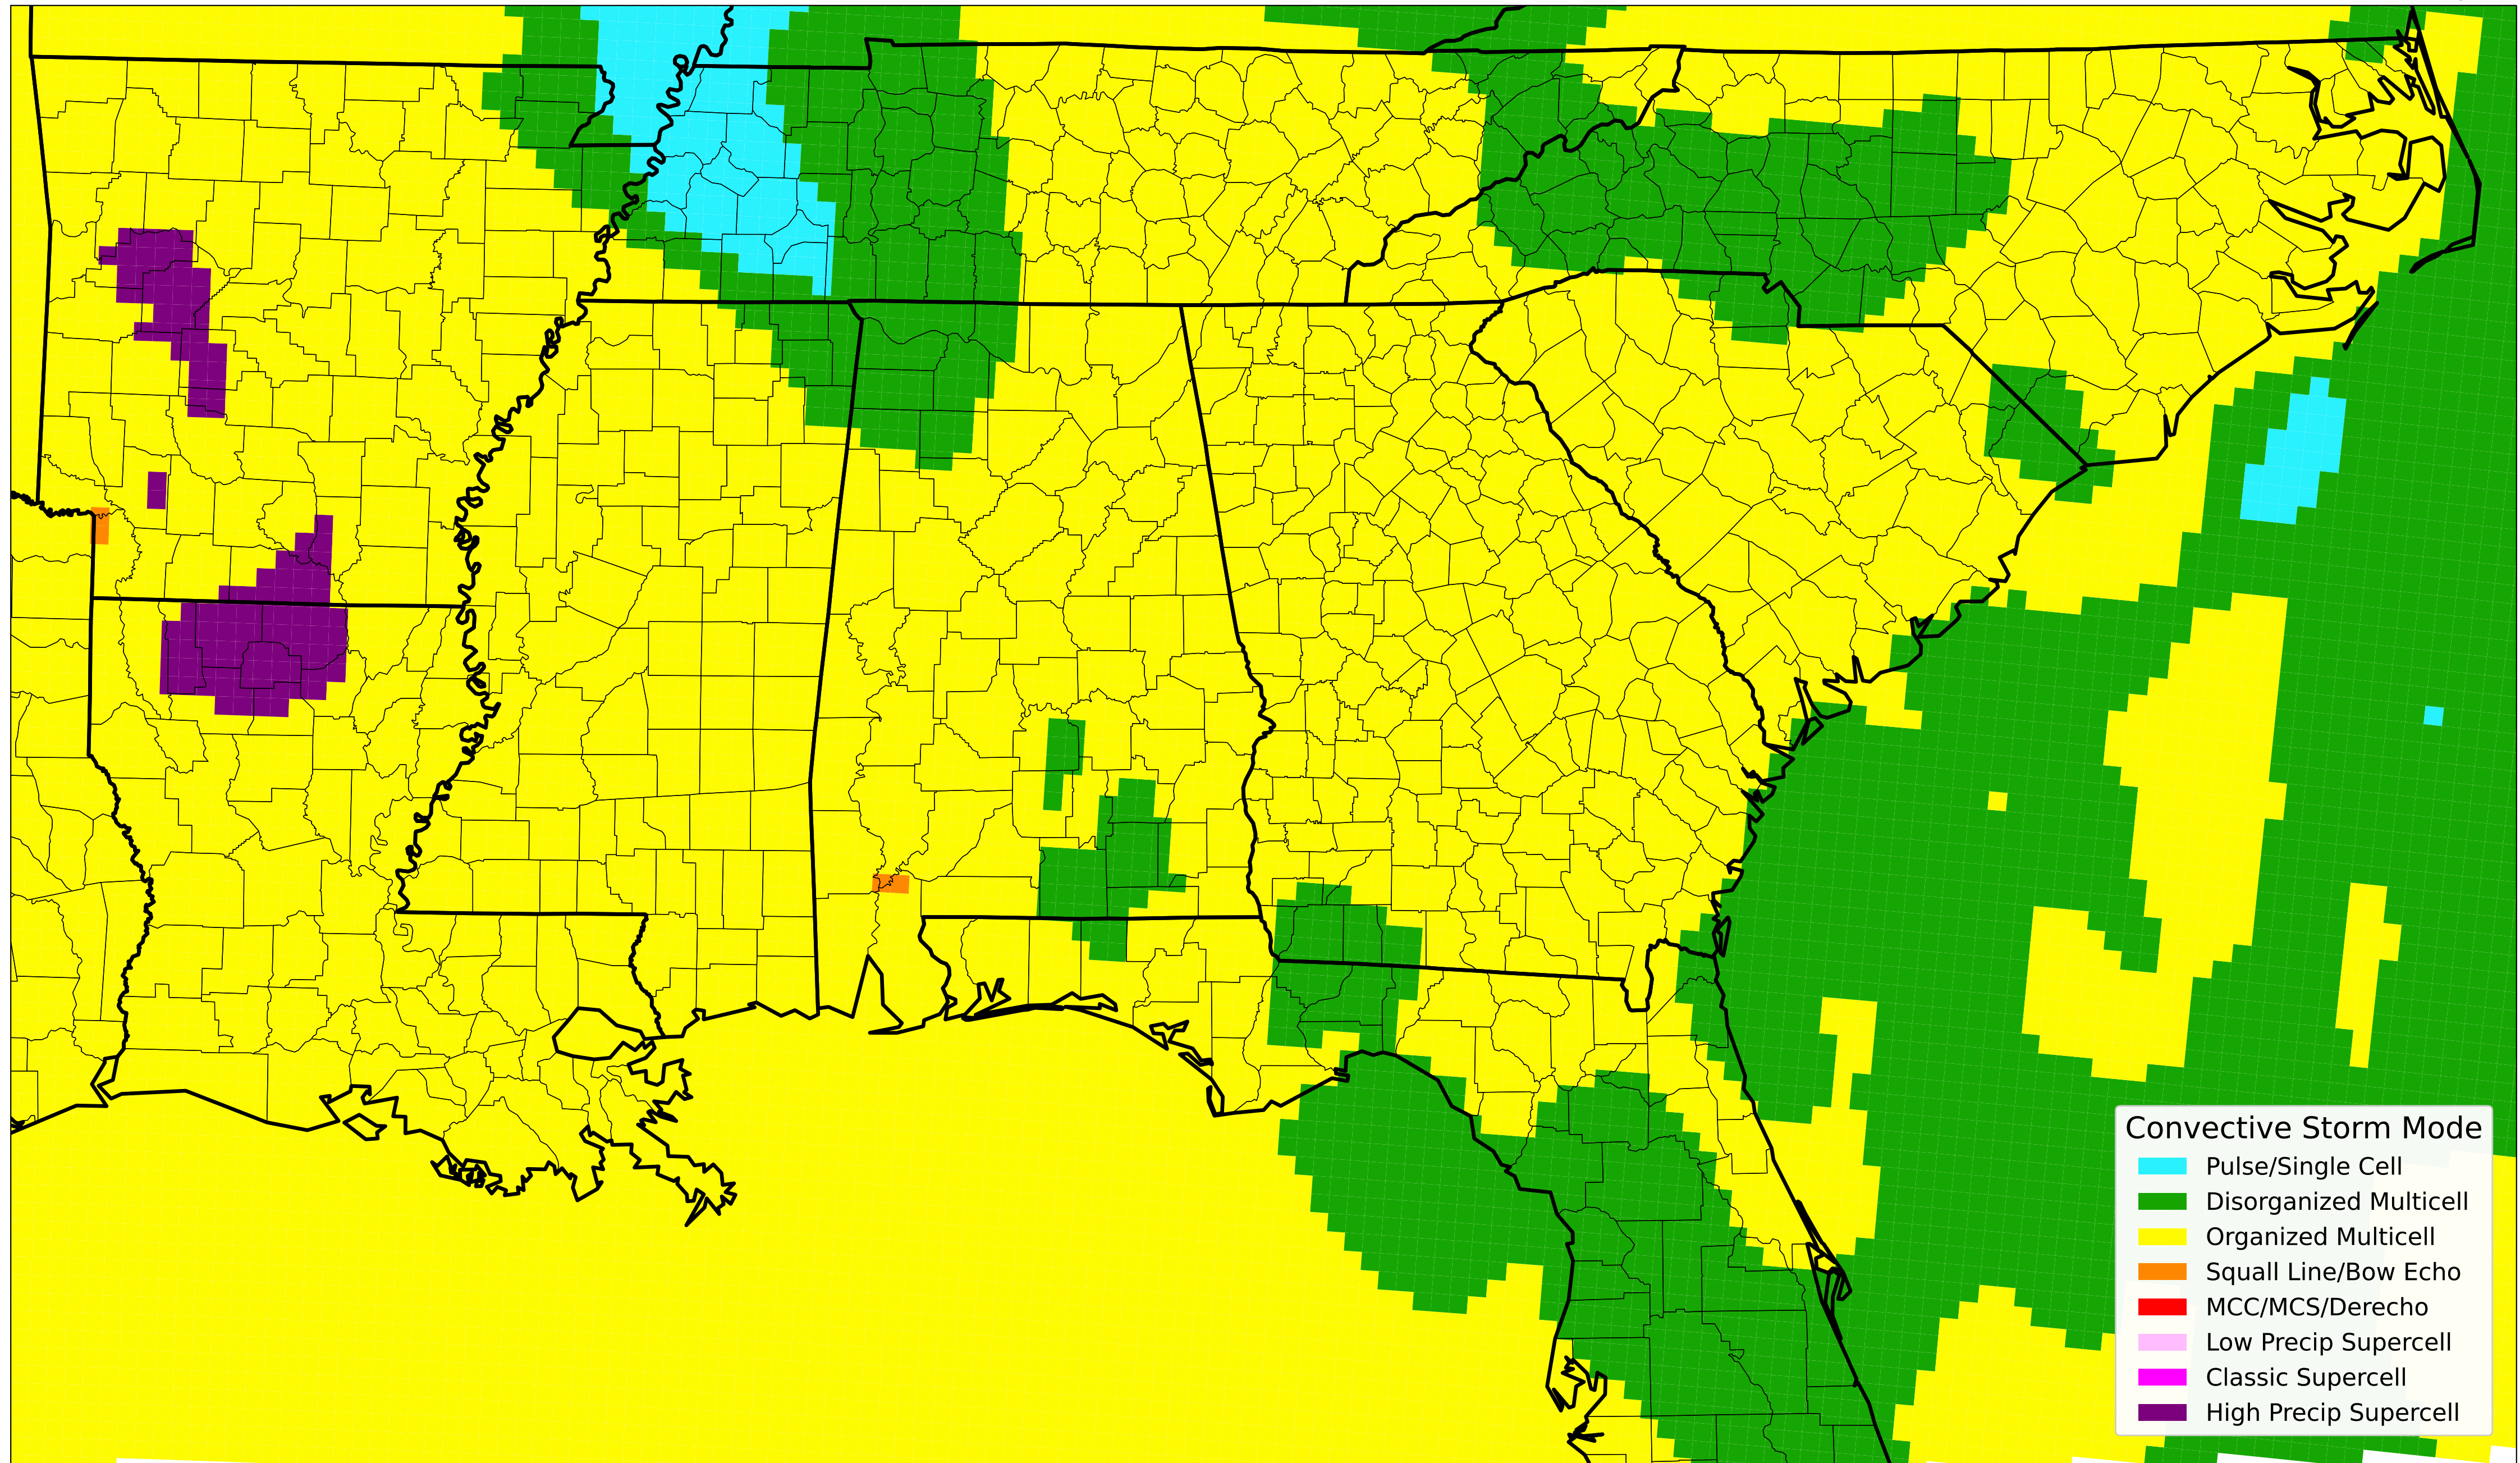 Convective Storm Mode
Pulse/Single Cell
Disorganized Multicell
Organized Multicell
Squall Line/Bow Echo
MCC/MCS/Derecho
Low Precip Supercell
Classic Supercell
High Precip Supercell